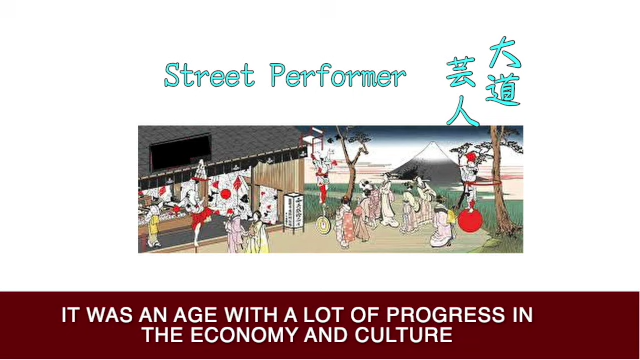 Street Performer
大道
芸人
IT WAS AN AGE WITH A LOT OF PROGRESS IN
THE ECONOMY AND CULTURE